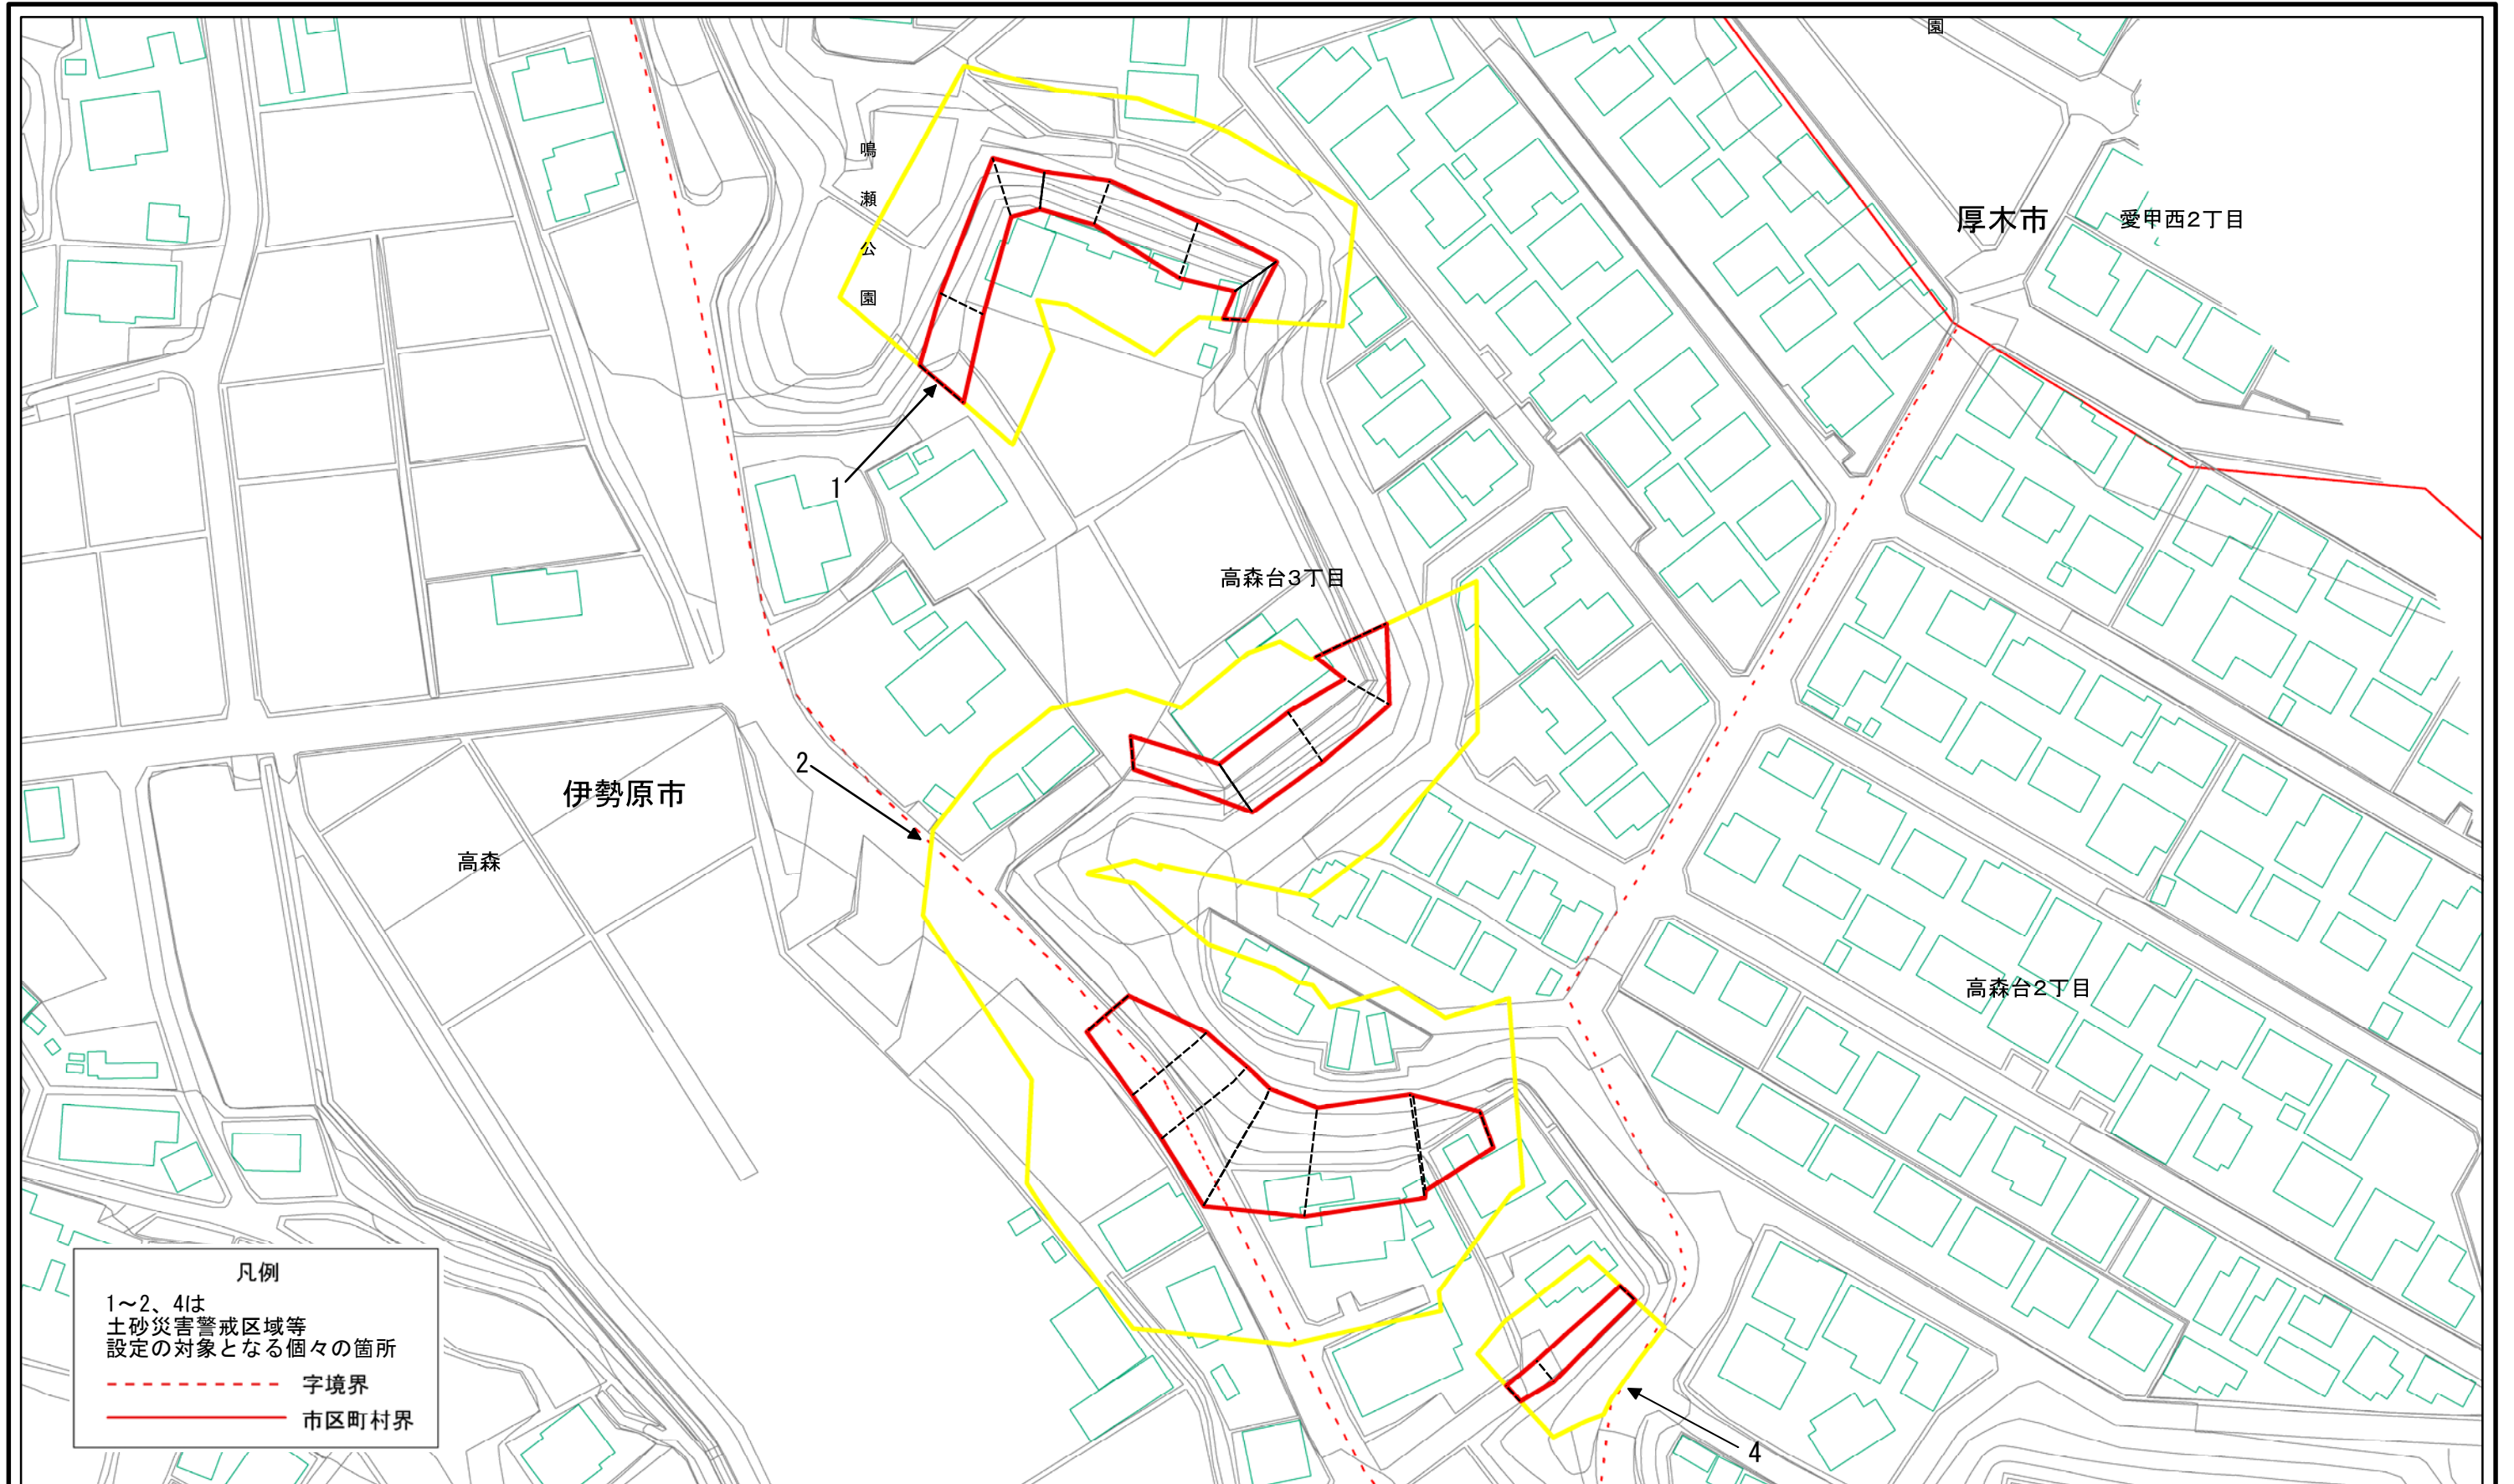 園
鳴瀬公園
厚木市
愛甲西2丁目
1
高森台3丁目
2
伊勢原市
高森
高森台2丁目
4
凡例
1~2、4は
土砂災害警戒区域等
設定の対象となる個々の箇所
字境界
市区町村界